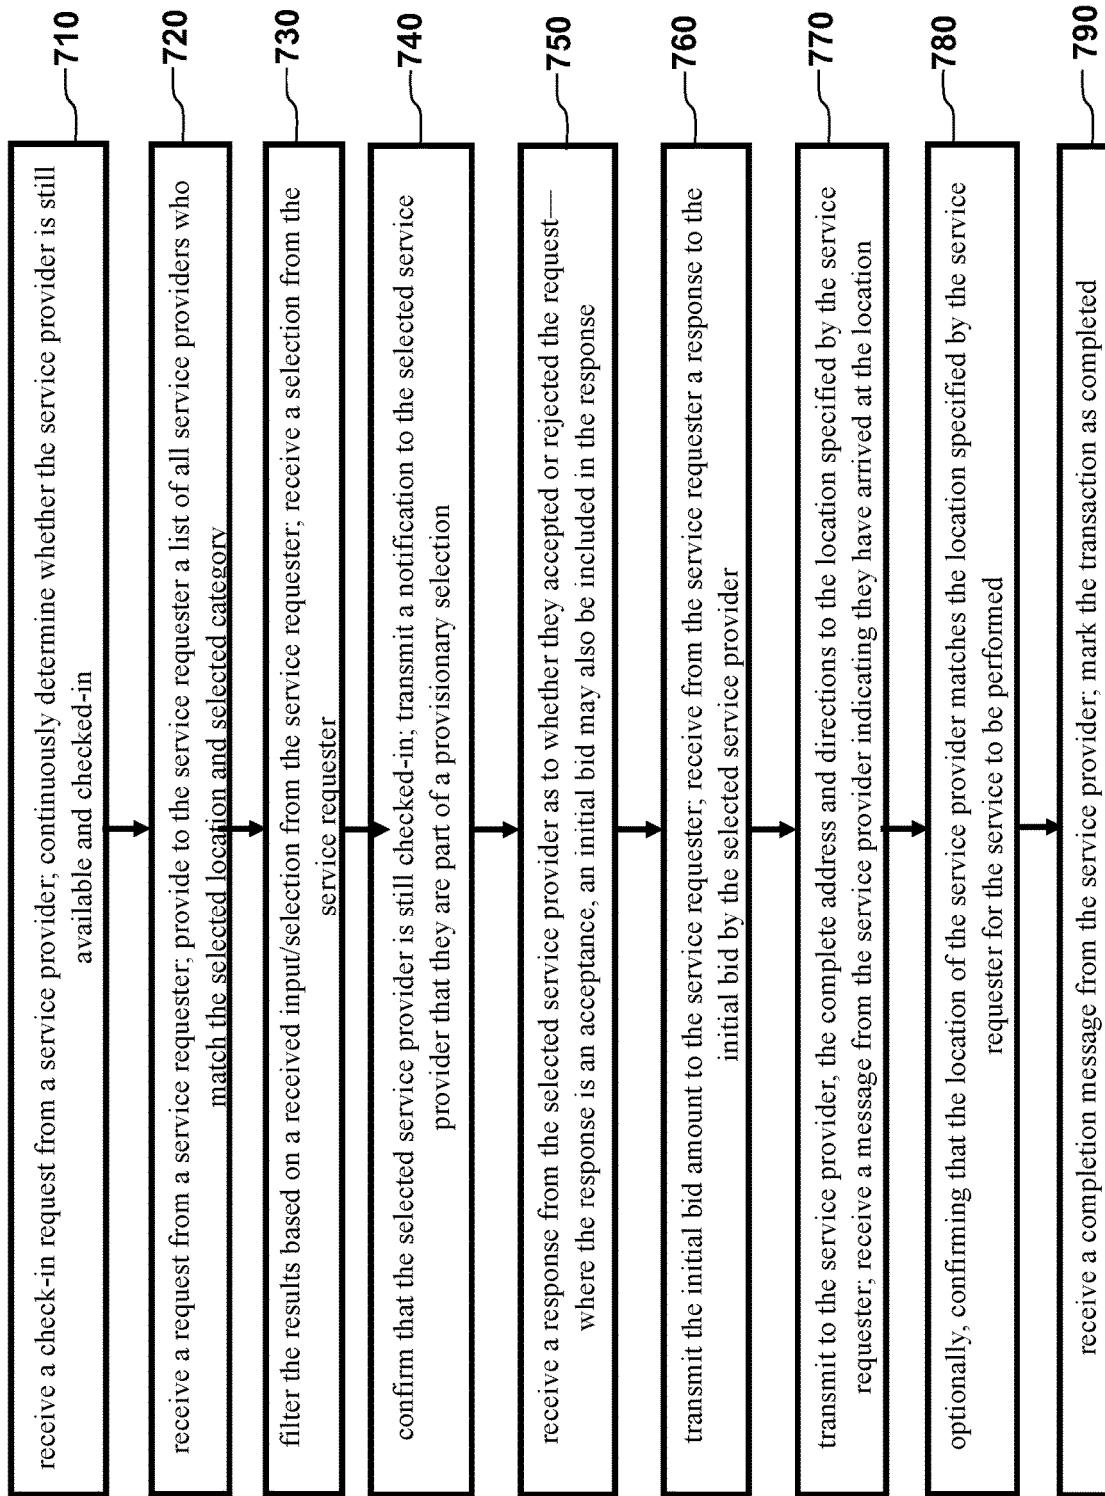 receive a check-in request from a service provider; continuously determine whether the service provider is still
available and checked-in
710
receive a request from a service requester; provide to the service requester a list of all service providers who
match the selected location and selected category
720
filter the results based on a received input/selection from the service requester; receive a selection from the
service requester
730
confirm that the selected service provider is still checked-in; transmit a notification to the selected service
provider that they are part of a provisionary selection
740
receive a response from the selected service provider as to whether they accepted or rejected the request—
where the response is an acceptance, an initial bid may also be included in the response
750
transmit the initial bid amount to the service requester; receive from the service requester a response to the
initial bid by the selected service provider
760
transmit to the service provider, the complete address and directions to the location specified by the service
requester; receive a message from the service provider indicating they have arrived at the location
770
optionally, confirming that the location of the service provider matches the location specified by the service
requester for the service to be performed
780
receive a completion message from the service provider; mark the transaction as completed
790